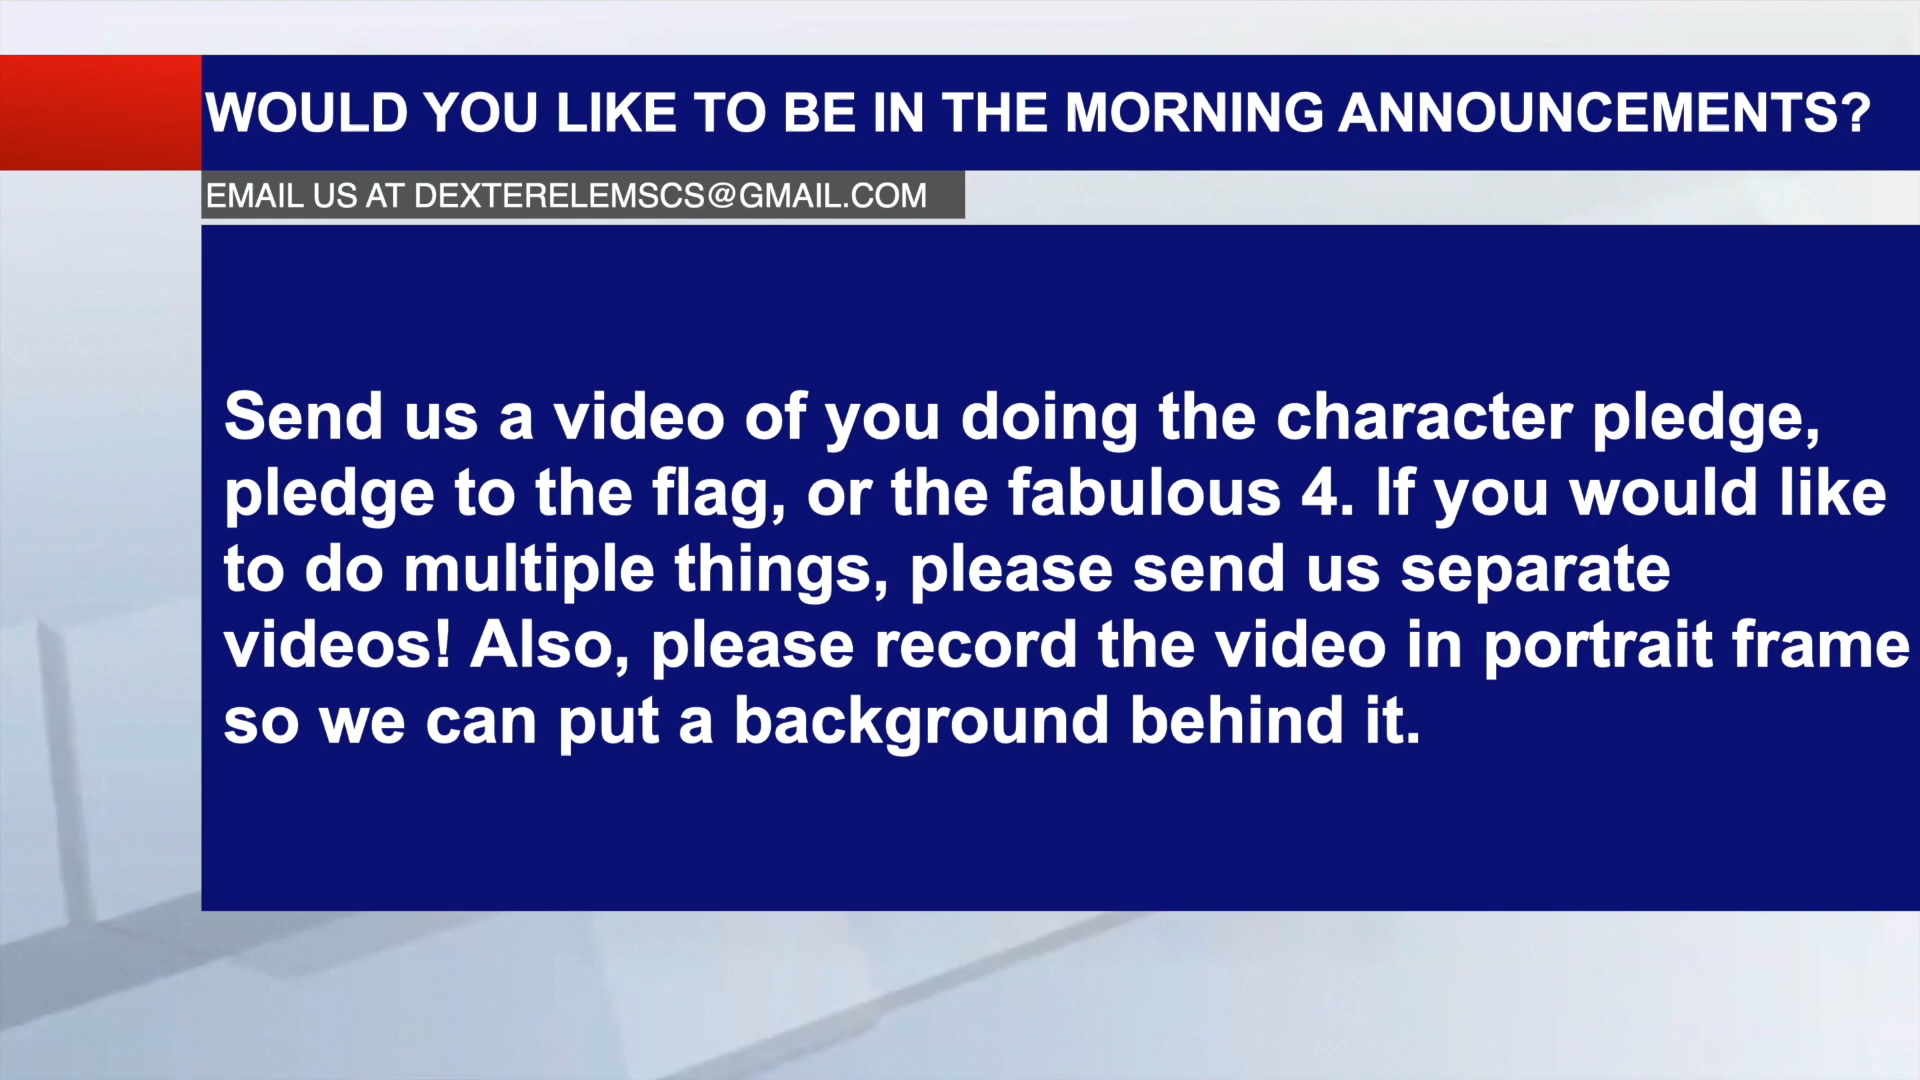 WOULD YOU LIKE TO BE IN THE MORNING ANNOUNCEMENTS?
EMAIL US AT DEXTERELEMSCS@GMAIL.COM
Send us a video of you doing the character pledge,
pledge to the flag, or the fabulous 4. If you would like
to do multiple things, please send us separate
videos! Also, please record the video in portrait frame
so we can put a background behind it.